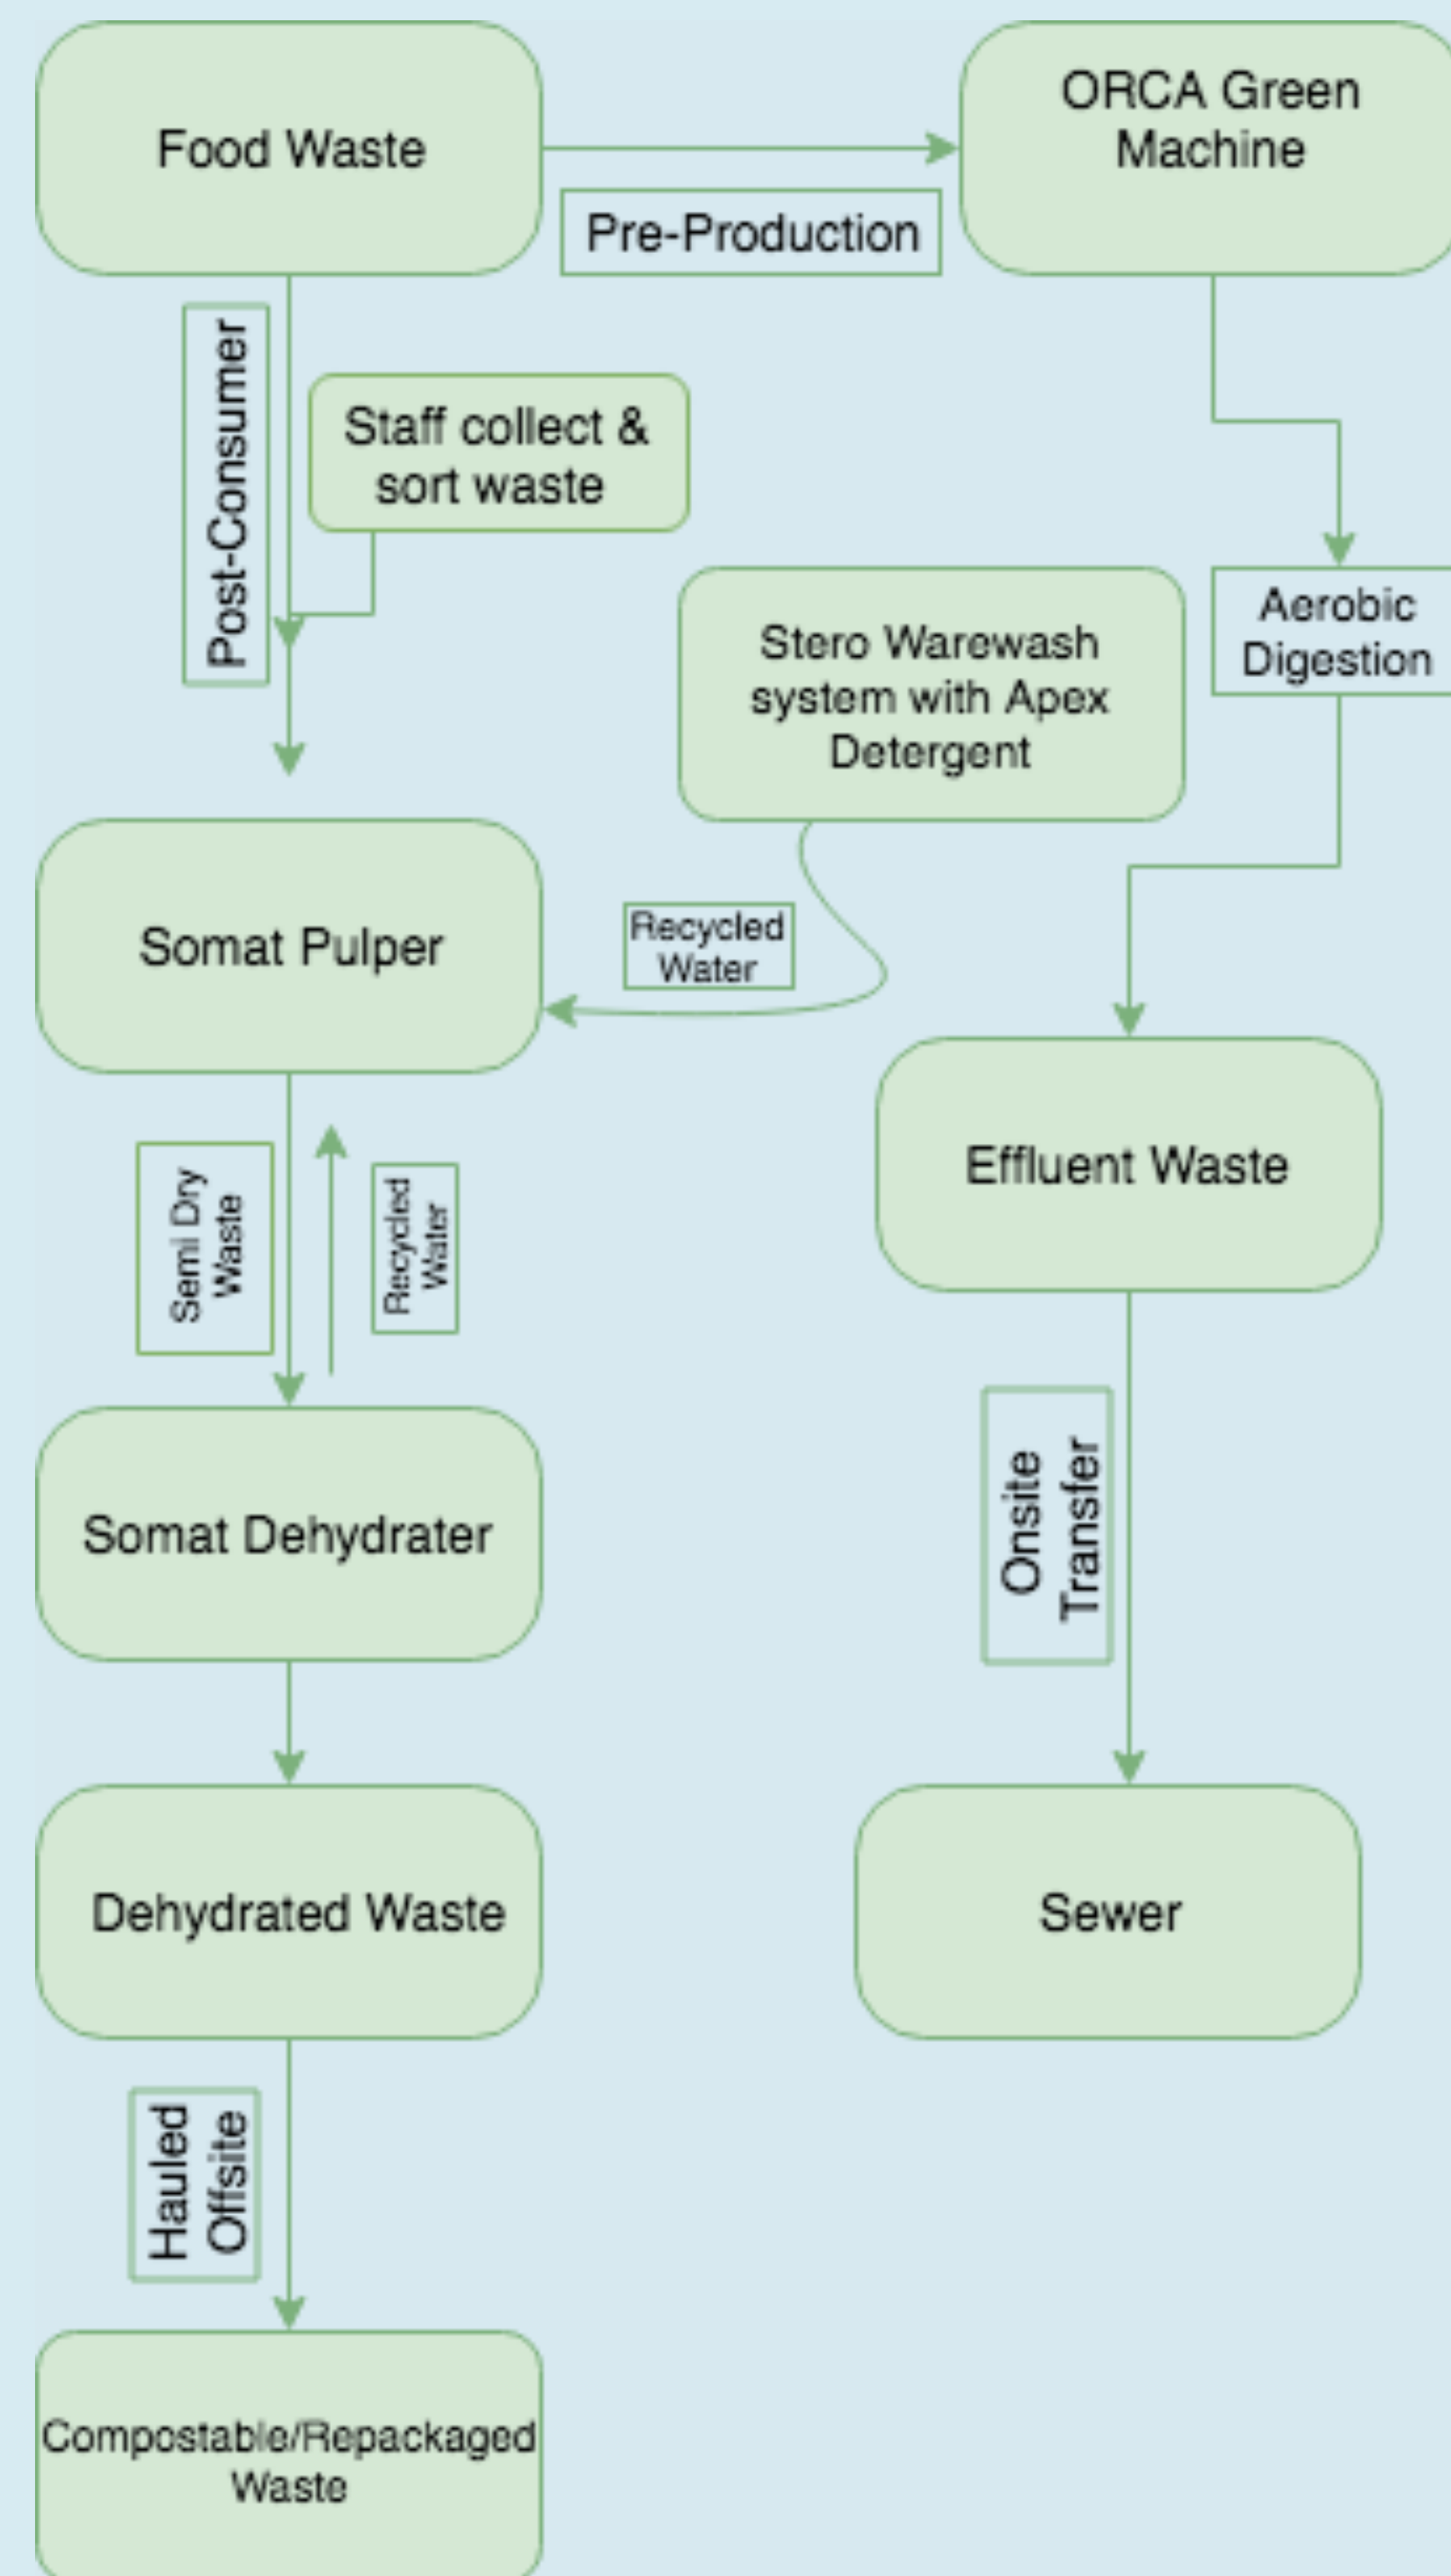 Food Waste
ORCA Green
Machine
Pre-Production
Post-Consumer
Staff collect &
sort waste
Stero Warewash
system with Apex
Detergent
Aerobic
Digestion
Somat Pulper
Recycled
Water
Semi Dry
Waste
Recycled
Water
Effluent Waste
Somat Dehydrater
Onsite
Transfer
Dehydrated Waste
Sewer
Hauled
Offsite
Compostable/Repackaged
Waste